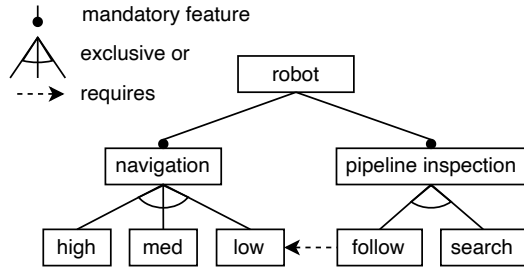 mandatory feature
exclusive or
requires
robot
navigation
pipeline inspection
high
med
low
follow
search